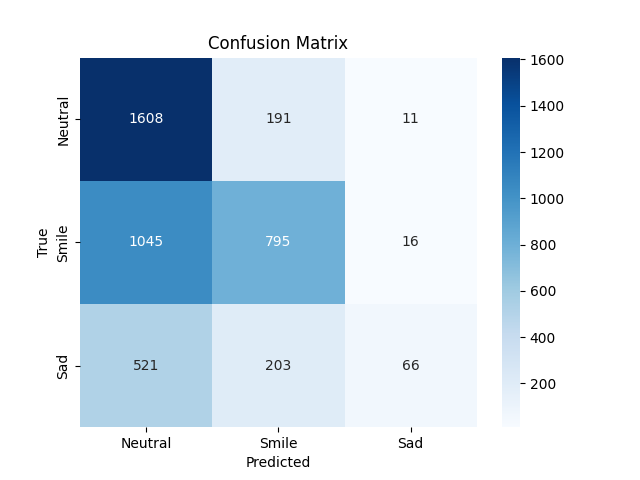 Confusion Matrix
True
Neutral
Smile
Sad
1608 191 11
1045 795 16
521 203 66
Neutral Smile Sad
Predicted
1600
1400
1200
1000
800
600
400
200